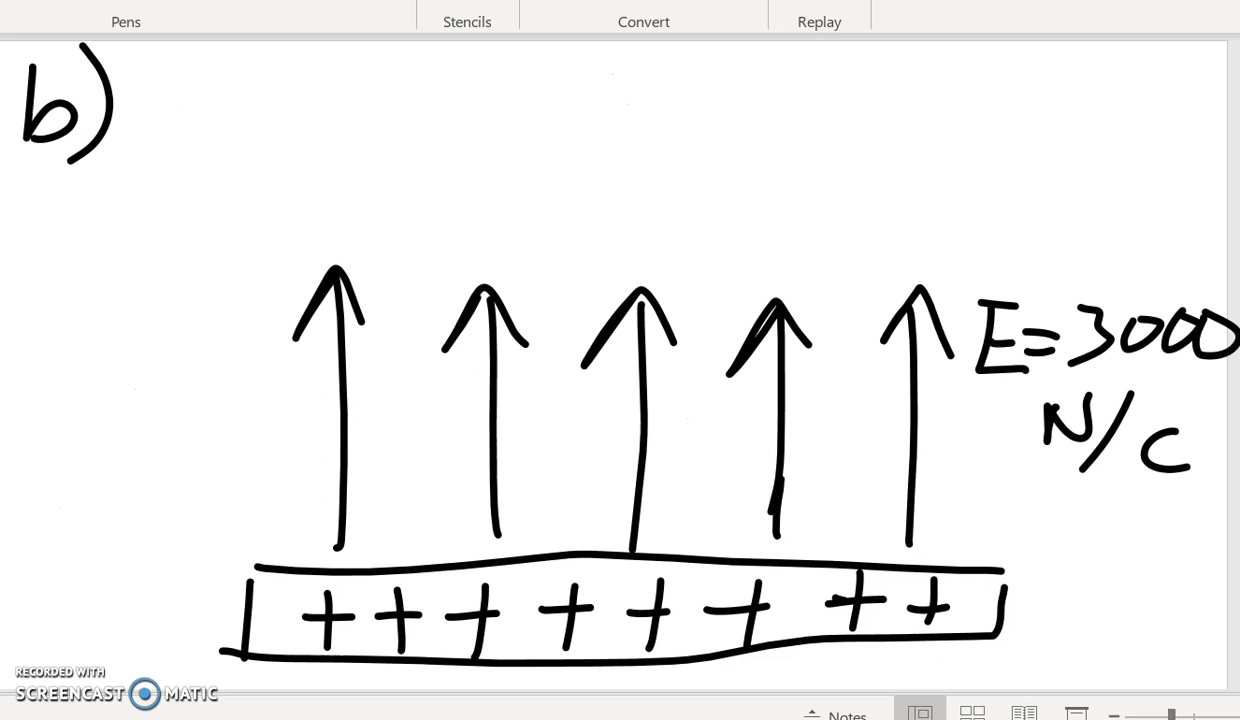 Pens Stencils Convert Replay
b)
E=3000
N/C
+ + + + + + + +
RECORDED WITH
SCREENCAST MATIC
Notes